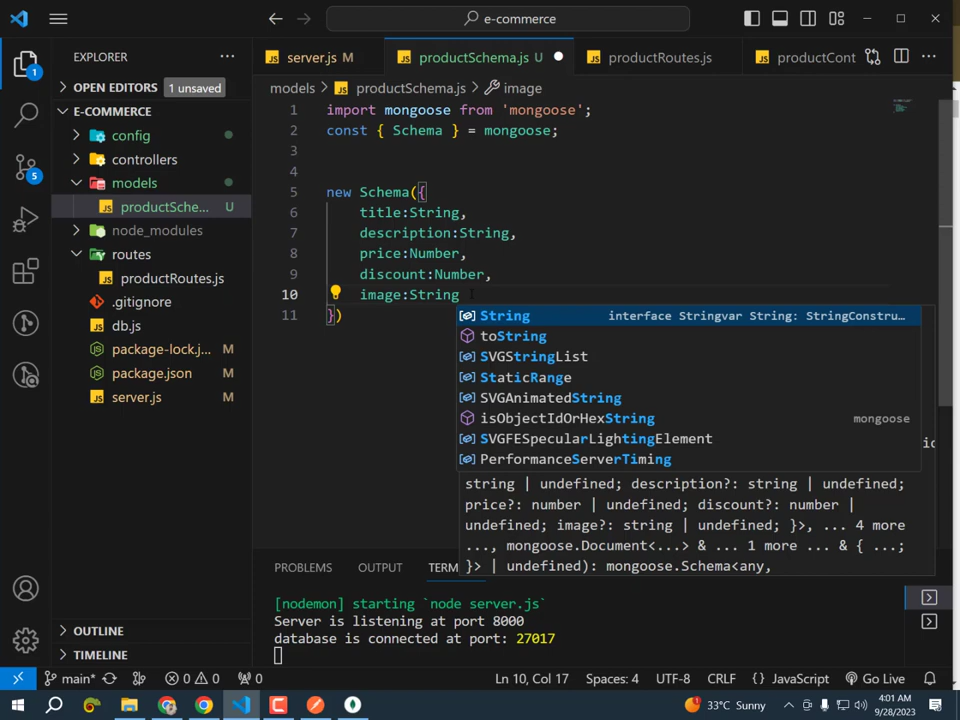 e-commerce
EXPLORER
OPEN EDITORS 1 unsaved
E-COMMERCE
config
controllers
models
productSche... U
node_modules
routes
productRoutes.js
.gitignore
db.js
package-lock.j... M
package.json M
server.js M
OUTLINE
TIMELINE
1
5
server.js M
productSchema.js U
productRoutes.js
productCont
models > productSchema.js > image
1 import mongoose from 'mongoose';
2 const { Schema } = mongoose;
3
4
5 new Schema({
6 title:String,
7 description:String,
8 price:Number,
9 discount:Number,
10 image:String
11 })
String interface Stringvar String: StringConstru...
toString
SVGStringList
StaticRange
SVGAnimatedString
isObjectIdOrHexString mongoose
SVGFESpecularLightingElement
PerformanceServerTiming
ic
string | undefined; description?: string | undefined;
price?: number | undefined; discount?: number |
undefined; image?: string | undefined; }>, ... 4 more
..., mongoose.Document<...> & ... 1 more ... & { ...;
}> | undefined): mongoose.Schema<any,
PROBLEMS OUTPUT TERM
[nodemon] starting `node server.js`
Server is listening at port 8000
database is connected at port: 27017
main* 0 0 0 Ln 10, Col 17 Spaces: 4 UTF-8 CRLF {} JavaScript Go Live
33°C Sunny
4:01 AM
9/28/2023